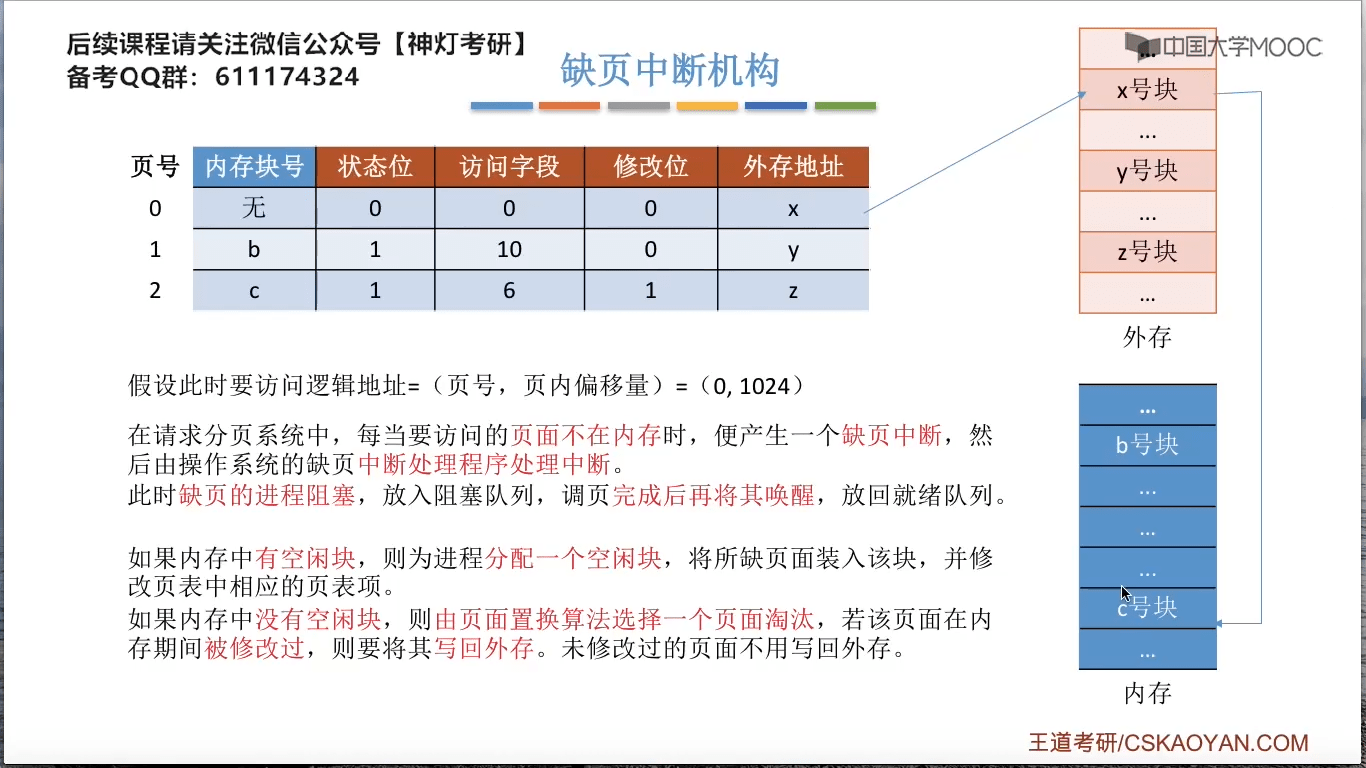 后续课程请关注微信公众号【神灯考研】
备考QQ群：611174324
中国大学MOOC
缺页中断机构
页号 内存块号 状态位 访问字段 修改位 外存地址
0 无 0 0 0 x
1 b 1 10 0 y
2 c 1 6 1 z
...
x号块
...
y号块
...
z号块
...
外存
假设此时要访问逻辑地址=（页号，页内偏移量）=（0, 1024）
在请求分页系统中，每当要访问的页面不在内存时，便产生一个缺页中断，然
后由操作系统的缺页中断处理程序处理中断。
此时缺页的进程阻塞，放入阻塞队列，调页完成后再将其唤醒，放回就绪队列。
如果内存中有空闲块，则为进程分配一个空闲块，将所缺页面装入该块，并修
改页表中相应的页表项。
如果内存中没有空闲块，则由页面置换算法选择一个页面淘汰，若该页面在内
存期间被修改过，则要将其写回外存。未修改过的页面不用写回外存。
...
b号块
...
...
...
c号块
...
内存
王道考研/CSKAOYAN.COM